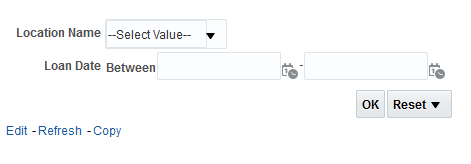 Location Name --Select Value--
Loan Date Between -
OK Reset
Edit - Refresh - Copy